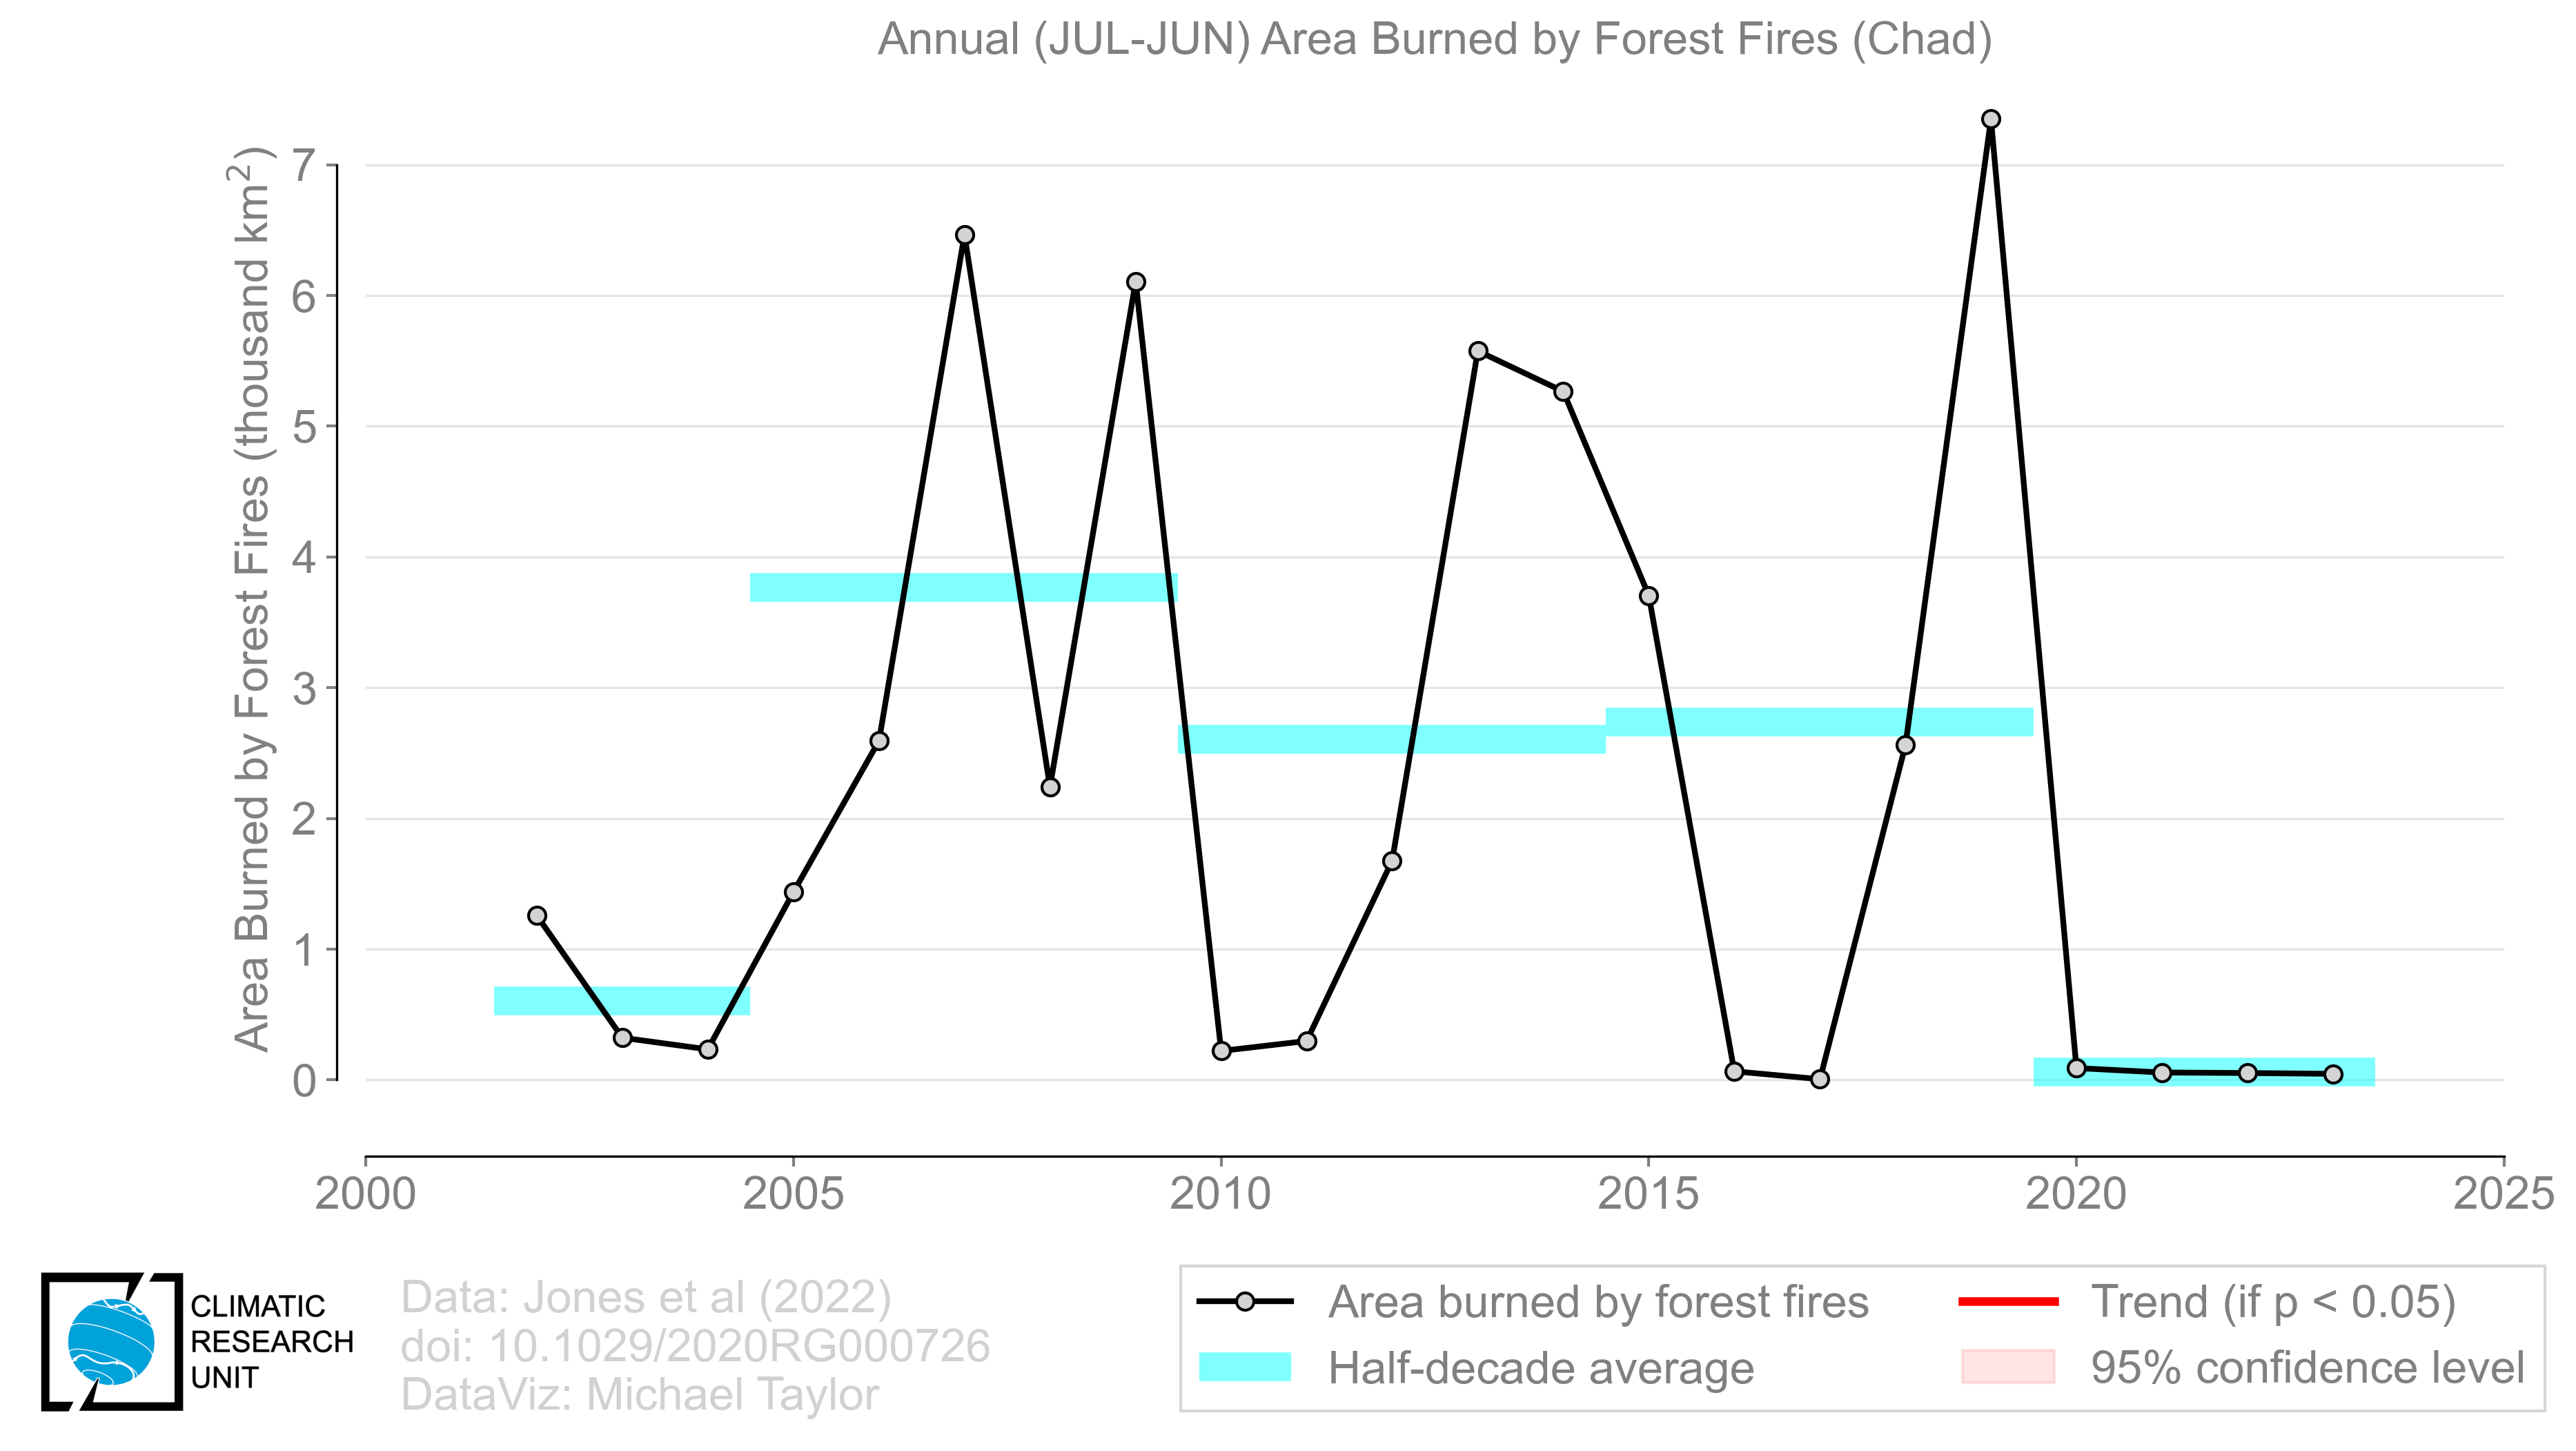 Annual (JUL-JUN) Area Burned by Forest Fires (Chad)
Area Burned by Forest Fires (thousand km²)
7
6
5
4
3
2
1
0
2000 2005 2010 2015 2020 2025
CLIMATIC
RESEARCH
UNIT
Data: Jones et al (2022)
doi: 10.1029/2020RG000726
DataViz: Michael Taylor
Area burned by forest fires
Half-decade average
Trend (if p < 0.05)
95% confidence level